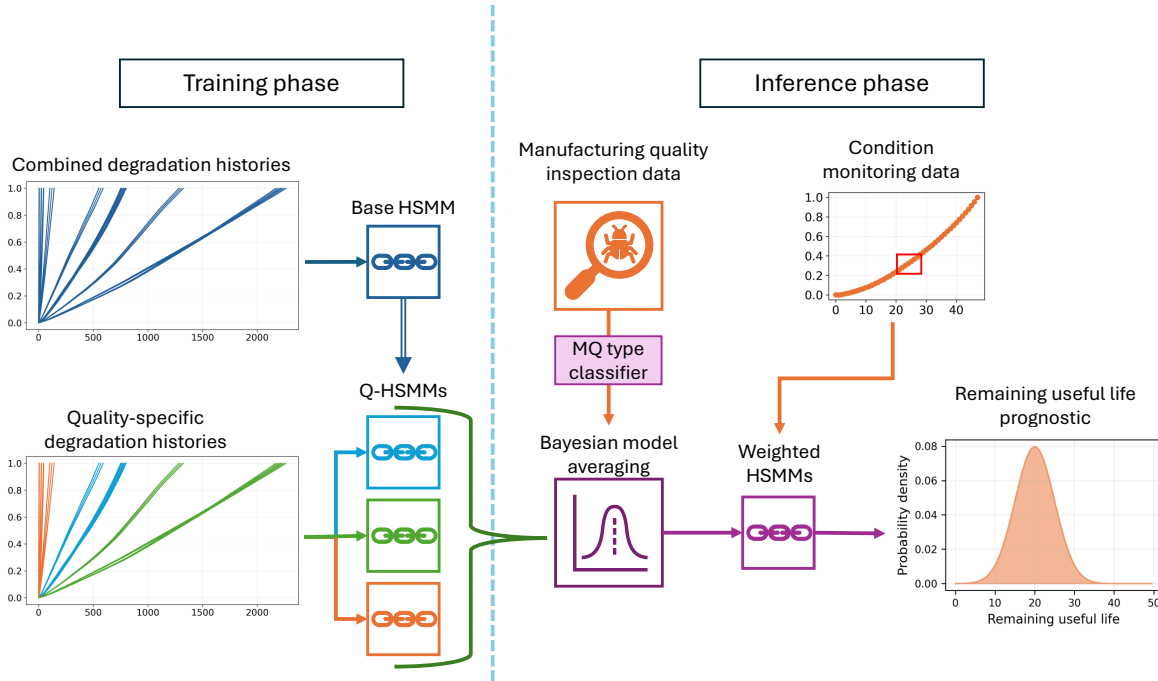 Training phase
Inference phase
Combined degradation histories
1.0
0.8
0.6
0.4
0.2
0.0
0
500
1000
1500
2000
Base HSMM
Quality-specific
degradation histories
1.0
0.8
0.6
0.4
0.2
0.0
0
500
1000
1500
2000
Q-HSMMs
Manufacturing quality
inspection data
MQ type
classifier
Bayesian model
averaging
Condition
monitoring data
1.0
0.8
0.6
0.4
0.2
0.0
0
10
20
30
40
Weighted
HSMMs
Remaining useful life
prognostic
Probability density
0.08
0.06
0.04
0.02
0.00
0
10
20
30
40
50
Remaining useful life